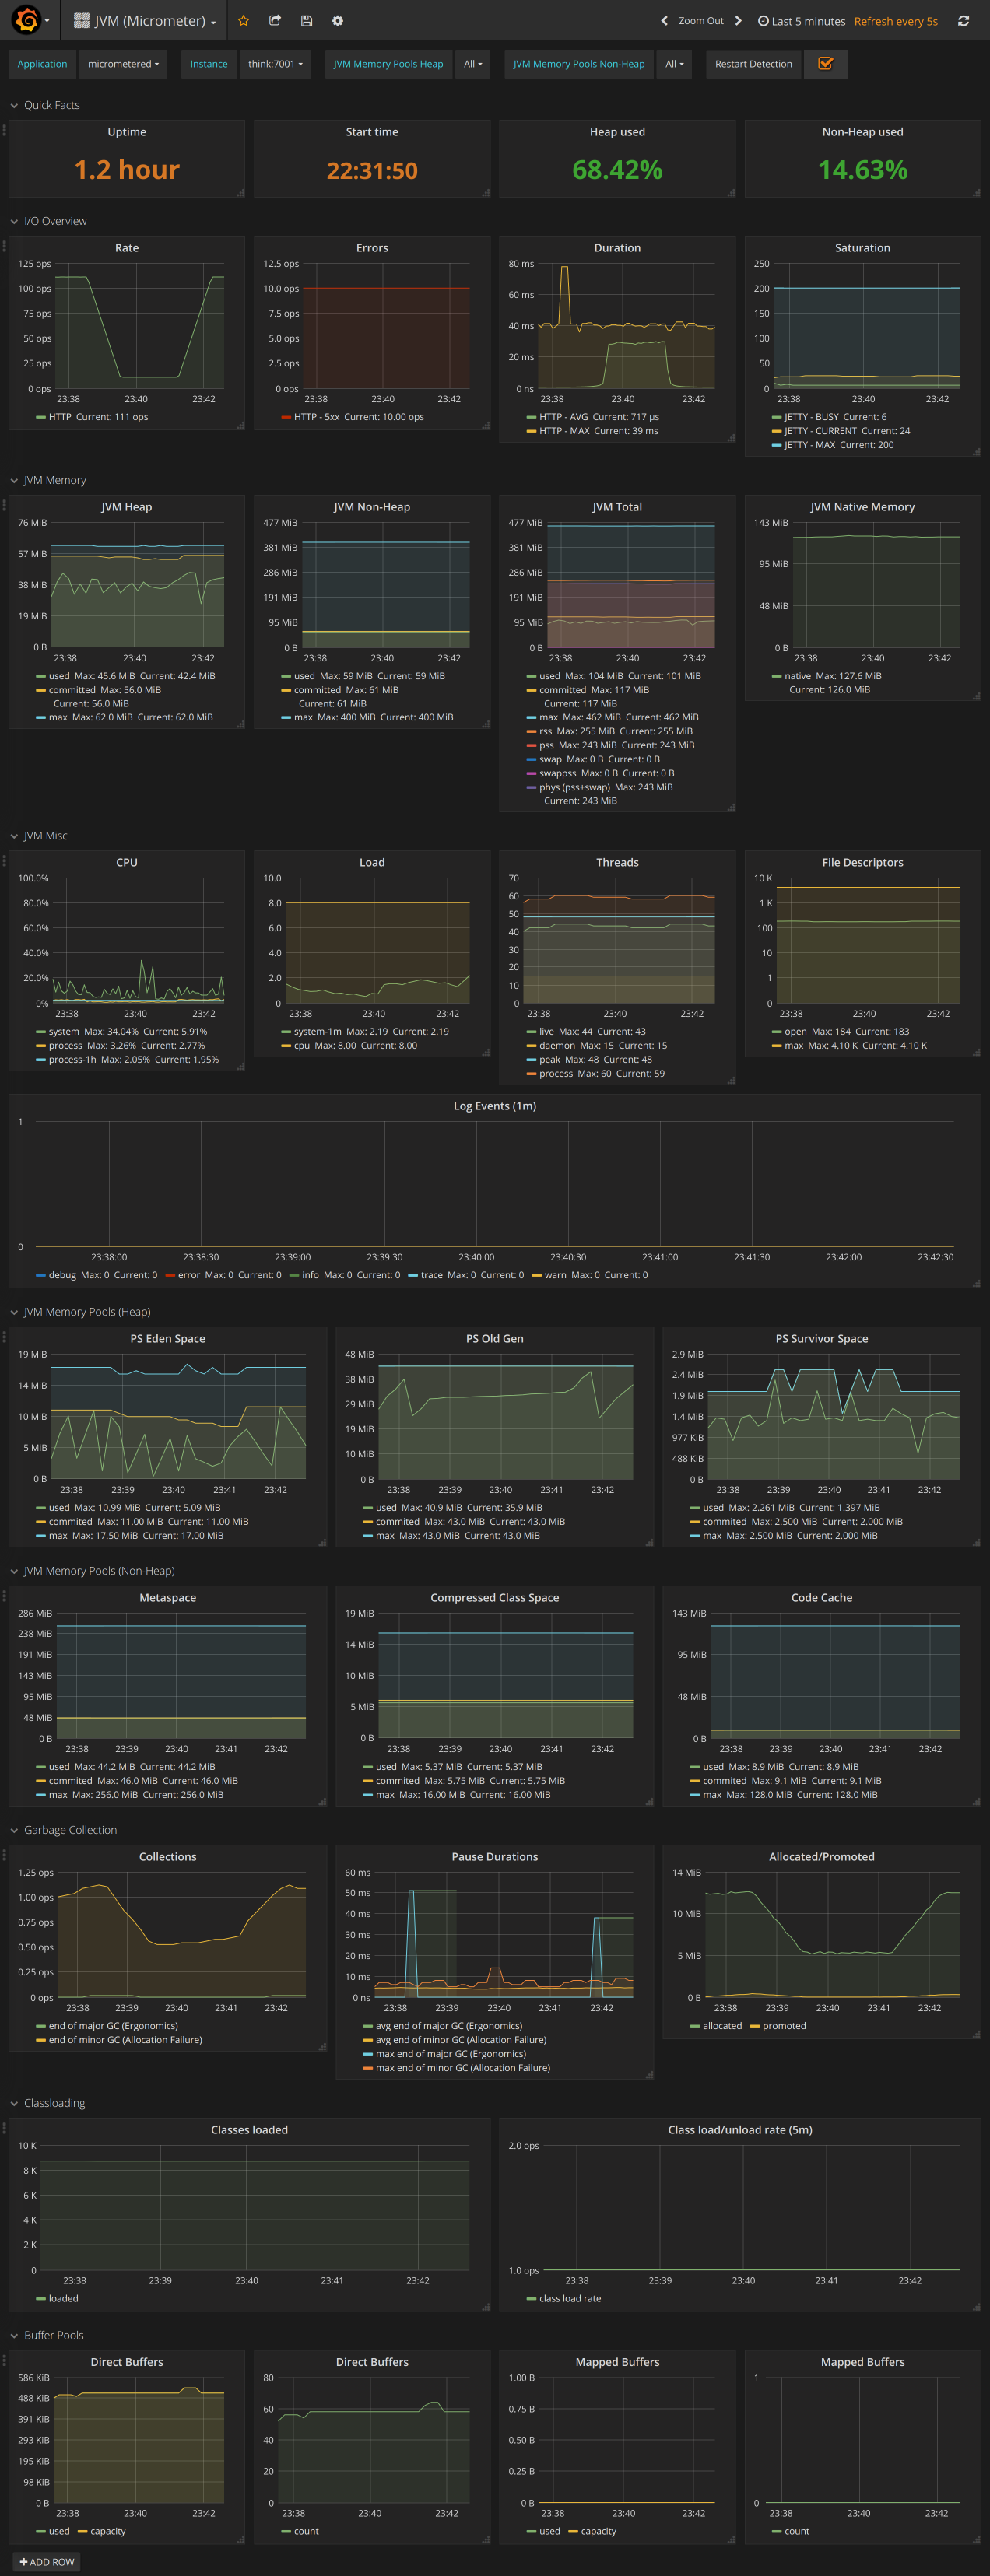 JVM (Micrometer)
Zoom Out
Last 5 minutes
Refresh every 5s
Application
micrometered
Instance
think:7001
JVM Memory Pools Heap
All
JVM Memory Pools Non-Heap
All
Restart Detection
Quick Facts
Uptime
1.2 hour
Start time
22:31:50
Heap used
68.42%
Non-Heap used
14.63%
I/O Overview
Rate
125 ops
100 ops
75 ops
50 ops
25 ops
0 ops
23:38 23:40 23:42
HTTP Current: 111 ops
Errors
12.5 ops
10.0 ops
7.5 ops
5.0 ops
2.5 ops
0 ops
23:38 23:40 23:42
HTTP - 5xx Current: 10.00 ops
Duration
80 ms
60 ms
40 ms
20 ms
0 ns
23:38 23:40 23:42
HTTP - AVG Current: 717 µs
HTTP - MAX Current: 39 ms
Saturation
250
200
150
100
50
0
23:38 23:40 23:42
JETTY - BUSY Current: 6
JETTY - CURRENT Current: 24
JETTY - MAX Current: 200
JVM Memory
JVM Heap
76 MiB
57 MiB
38 MiB
19 MiB
0 B
23:38 23:40 23:42
used Max: 45.6 MiB Current: 42.4 MiB
committed Max: 56.0 MiB
Current: 56.0 MiB
max Max: 62.0 MiB Current: 62.0 MiB
JVM Non-Heap
477 MiB
381 MiB
286 MiB
191 MiB
95 MiB
0 B
23:38 23:40 23:42
used Max: 59 MiB Current: 59 MiB
committed Max: 61 MiB
Current: 61 MiB
max Max: 400 MiB Current: 400 MiB
JVM Total
477 MiB
381 MiB
286 MiB
191 MiB
95 MiB
0 B
23:38 23:40 23:42
used Max: 104 MiB Current: 101 MiB
committed Max: 117 MiB
Current: 117 MiB
max Max: 462 MiB Current: 462 MiB
rss Max: 255 MiB Current: 255 MiB
pss Max: 243 MiB Current: 243 MiB
swap Max: 0 B Current: 0 B
swappss Max: 0 B Current: 0 B
phys (pss+swap) Max: 243 MiB
Current: 243 MiB
JVM Native Memory
143 MiB
95 MiB
48 MiB
0 B
23:38 23:40 23:42
native Max: 127.6 MiB
Current: 126.0 MiB
JVM Misc
CPU
100.0%
80.0%
60.0%
40.0%
20.0%
0%
23:38 23:40 23:42
system Max: 34.04% Current: 5.91%
process Max: 3.26% Current: 2.77%
process-1h Max: 2.05% Current: 1.95%
Load
10.0
8.0
6.0
4.0
2.0
0
23:38 23:40 23:42
system-1m Max: 2.19 Current: 2.19
cpu Max: 8.00 Current: 8.00
Threads
70
60
50
40
30
20
10
0
23:38 23:40 23:42
live Max: 44 Current: 43
daemon Max: 15 Current: 15
peak Max: 48 Current: 48
process Max: 60 Current: 59
File Descriptors
10 K
1 K
100
10
1
0
23:38 23:40 23:42
open Max: 184 Current: 183
max Max: 4.10 K Current: 4.10 K
Log Events (1m)
1
0
23:38:00 23:38:30 23:39:00 23:39:30 23:40:00 23:40:30 23:41:00 23:41:30 23:42:00 23:42:30
debug Max: 0 Current: 0 error Max: 0 Current: 0 info Max: 0 Current: 0 trace Max: 0 Current: 0 warn Max: 0 Current: 0
JVM Memory Pools (Heap)
PS Eden Space
19 MiB
14 MiB
10 MiB
5 MiB
0 B
23:38 23:39 23:40 23:41 23:42
used Max: 10.99 MiB Current: 5.09 MiB
commited Max: 11.00 MiB Current: 11.00 MiB
max Max: 17.50 MiB Current: 17.00 MiB
PS Old Gen
48 MiB
38 MiB
29 MiB
19 MiB
10 MiB
0 B
23:38 23:39 23:40 23:41 23:42
used Max: 40.9 MiB Current: 35.9 MiB
commited Max: 43.0 MiB Current: 43.0 MiB
max Max: 43.0 MiB Current: 43.0 MiB
PS Survivor Space
2.9 MiB
2.4 MiB
1.9 MiB
1.4 MiB
977 KiB
488 KiB
0 B
23:38 23:39 23:40 23:41 23:42
used Max: 2.261 MiB Current: 1.397 MiB
commited Max: 2.500 MiB Current: 2.000 MiB
max Max: 2.500 MiB Current: 2.000 MiB
JVM Memory Pools (Non-Heap)
Metaspace
286 MiB
238 MiB
191 MiB
143 MiB
95 MiB
48 MiB
0 B
23:38 23:39 23:40 23:41 23:42
used Max: 44.2 MiB Current: 44.2 MiB
commited Max: 46.0 MiB Current: 46.0 MiB
max Max: 256.0 MiB Current: 256.0 MiB
Compressed Class Space
19 MiB
14 MiB
10 MiB
5 MiB
0 B
23:38 23:39 23:40 23:41 23:42
used Max: 5.37 MiB Current: 5.37 MiB
commited Max: 5.75 MiB Current: 5.75 MiB
max Max: 16.00 MiB Current: 16.00 MiB
Code Cache
143 MiB
95 MiB
48 MiB
0 B
23:38 23:39 23:40 23:41 23:42
used Max: 8.9 MiB Current: 8.9 MiB
commited Max: 9.1 MiB Current: 9.1 MiB
max Max: 128.0 MiB Current: 128.0 MiB
Garbage Collection
Collections
1.25 ops
1.00 ops
0.75 ops
0.50 ops
0.25 ops
0 ops
23:38 23:39 23:40 23:41 23:42
end of major GC (Ergonomics)
end of minor GC (Allocation Failure)
Pause Durations
60 ms
50 ms
40 ms
30 ms
20 ms
10 ms
0 ns
23:38 23:39 23:40 23:41 23:42
avg end of major GC (Ergonomics)
avg end of minor GC (Allocation Failure)
max end of major GC (Ergonomics)
max end of minor GC (Allocation Failure)
Allocated/Promoted
14 MiB
10 MiB
5 MiB
0 B
23:38 23:39 23:40 23:41 23:42
allocated promoted
Classloading
Classes loaded
10 K
8 K
6 K
4 K
2 K
0
23:38 23:39 23:40 23:41 23:42
loaded
Class load/unload rate (5m)
2.0 ops
1.0 ops
23:38 23:39 23:40 23:41 23:42
class load rate
Buffer Pools
Direct Buffers
586 KiB
488 KiB
391 KiB
293 KiB
195 KiB
98 KiB
0 B
23:38 23:40 23:42
used capacity
Direct Buffers
80
60
40
20
0
23:38 23:40 23:42
count
Mapped Buffers
1.00 B
0.75 B
0.50 B
0.25 B
0 B
23:38 23:40 23:42
used capacity
Mapped Buffers
1
0
23:38 23:40 23:42
count
ADD ROW